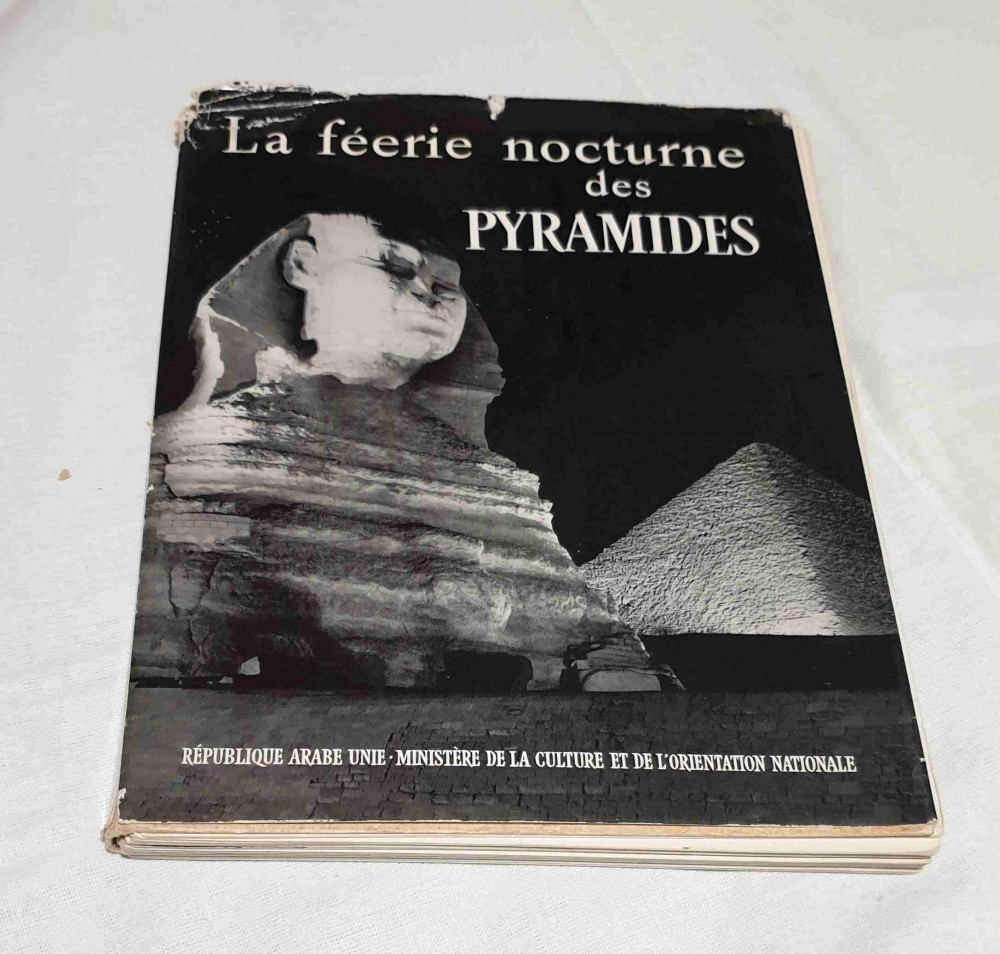 La féerie nocturne
des
PYRAMIDES
RÉPUBLIQUE ARABE UNIE · MINISTÈRE DE LA CULTURE ET DE L'ORIENTATION NATIONALE